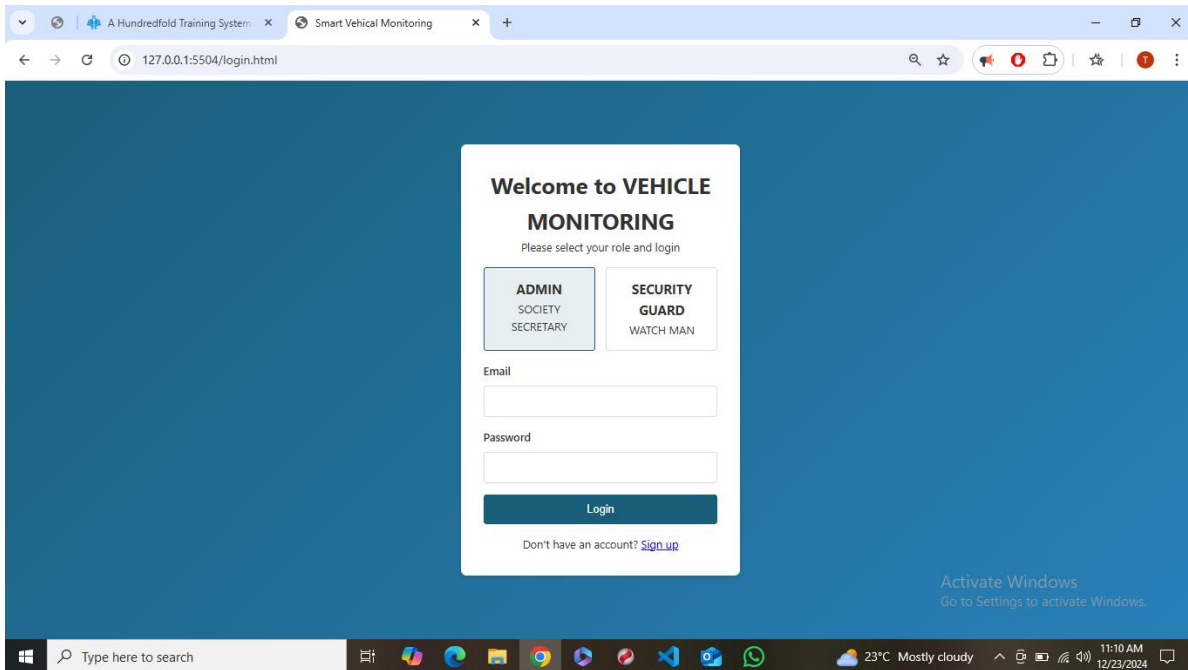 A Hundredfold Training System
Smart Vehical Monitoring
127.0.0.1:5504/login.html
T
Welcome to VEHICLE
MONITORING
Please select your role and login
ADMIN
SOCIETY
SECRETARY
SECURITY
GUARD
WATCH MAN
Email
Password
Login
Don't have an account? Sign up
Activate Windows
Go to Settings to activate Windows.
Type here to search
23°C Mostly cloudy
11:10 AM
12/23/2024